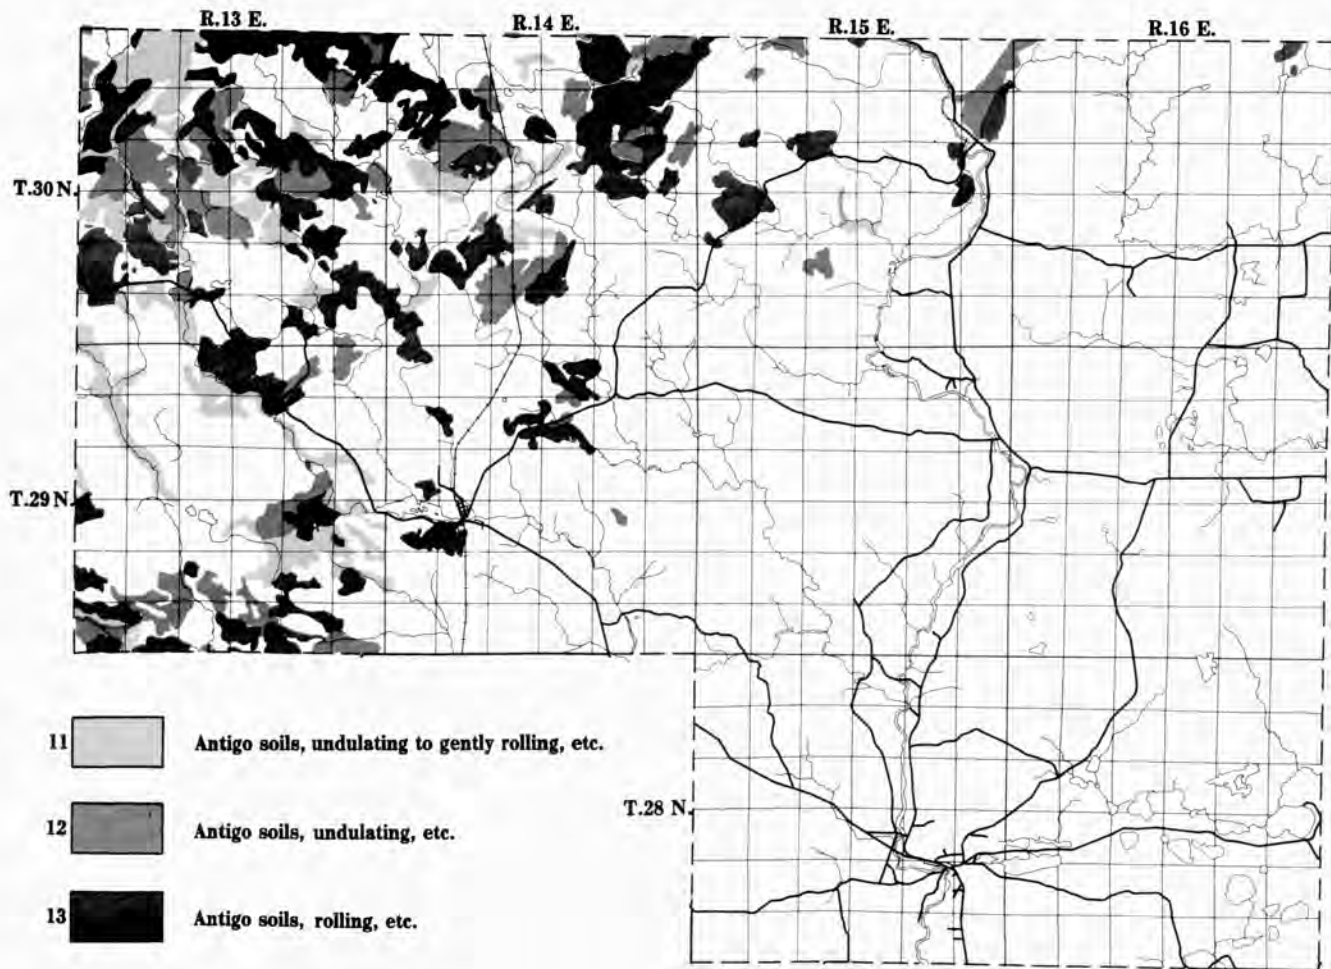 R.13 E.
R.14 E.
R.15 E.
R.16 E.
T.30 N.
T.29 N.
T.28 N.
11 Antigo soils, undulating to gently rolling, etc.
12 Antigo soils, undulating, etc.
13 Antigo soils, rolling, etc.